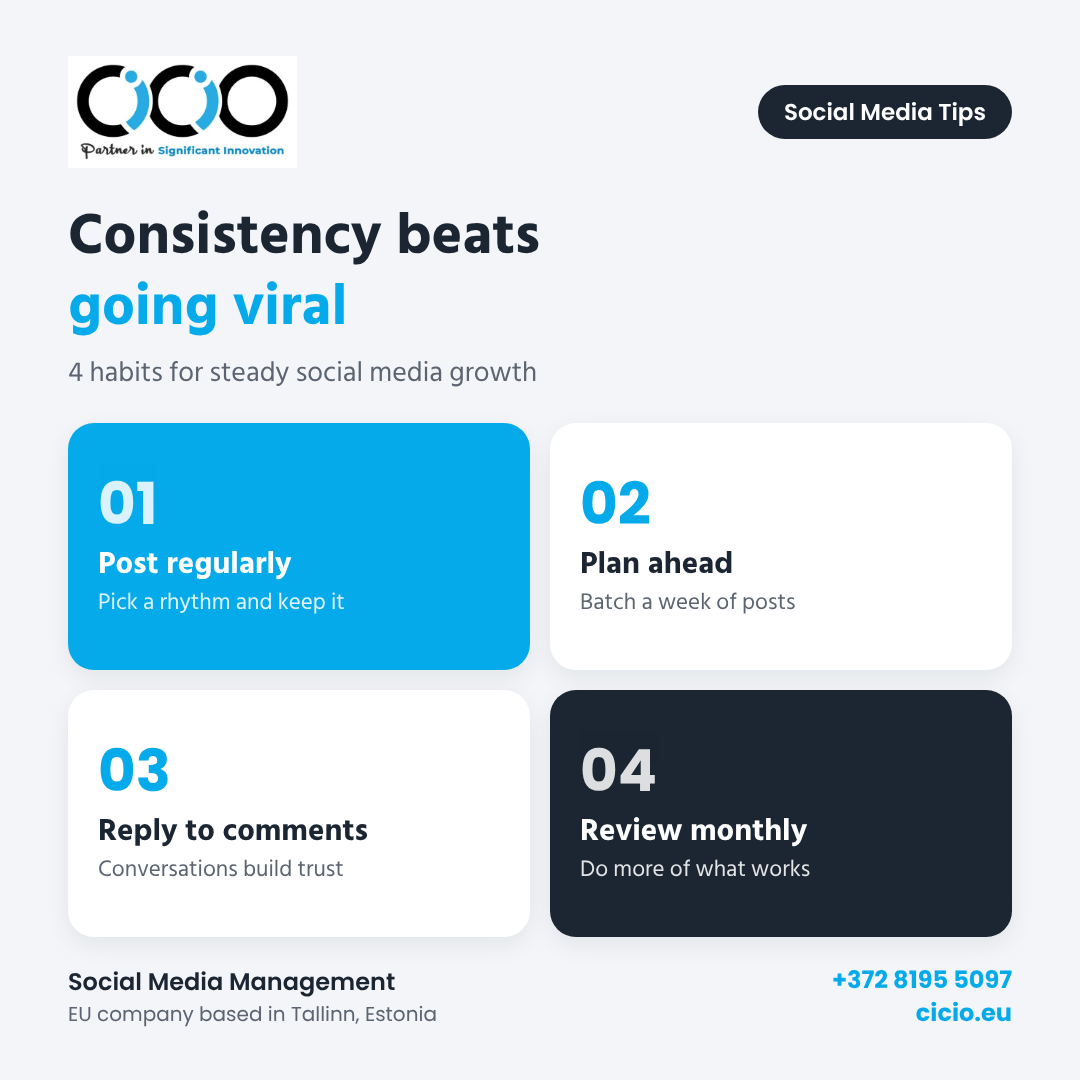 CiCiO
Partner in Significant Innovation
Social Media Tips
Consistency beats
going viral
4 habits for steady social media growth
01
Post regularly
Pick a rhythm and keep it
02
Plan ahead
Batch a week of posts
03
Reply to comments
Conversations build trust
04
Review monthly
Do more of what works
Social Media Management
EU company based in Tallinn, Estonia
+372 8195 5097
cicio.eu